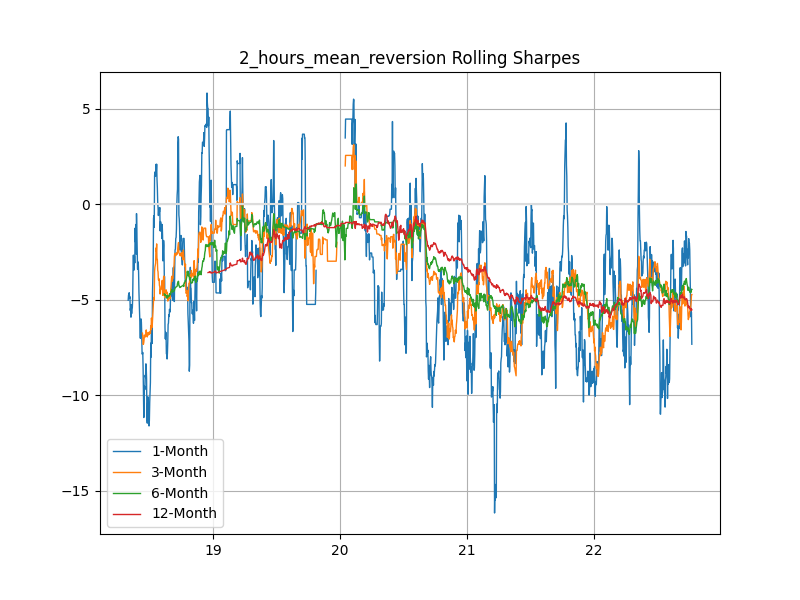 2_hours_mean_reversion Rolling Sharpes
5
0
−5
−10
−15
1-Month
3-Month
6-Month
12-Month
19
20
21
22